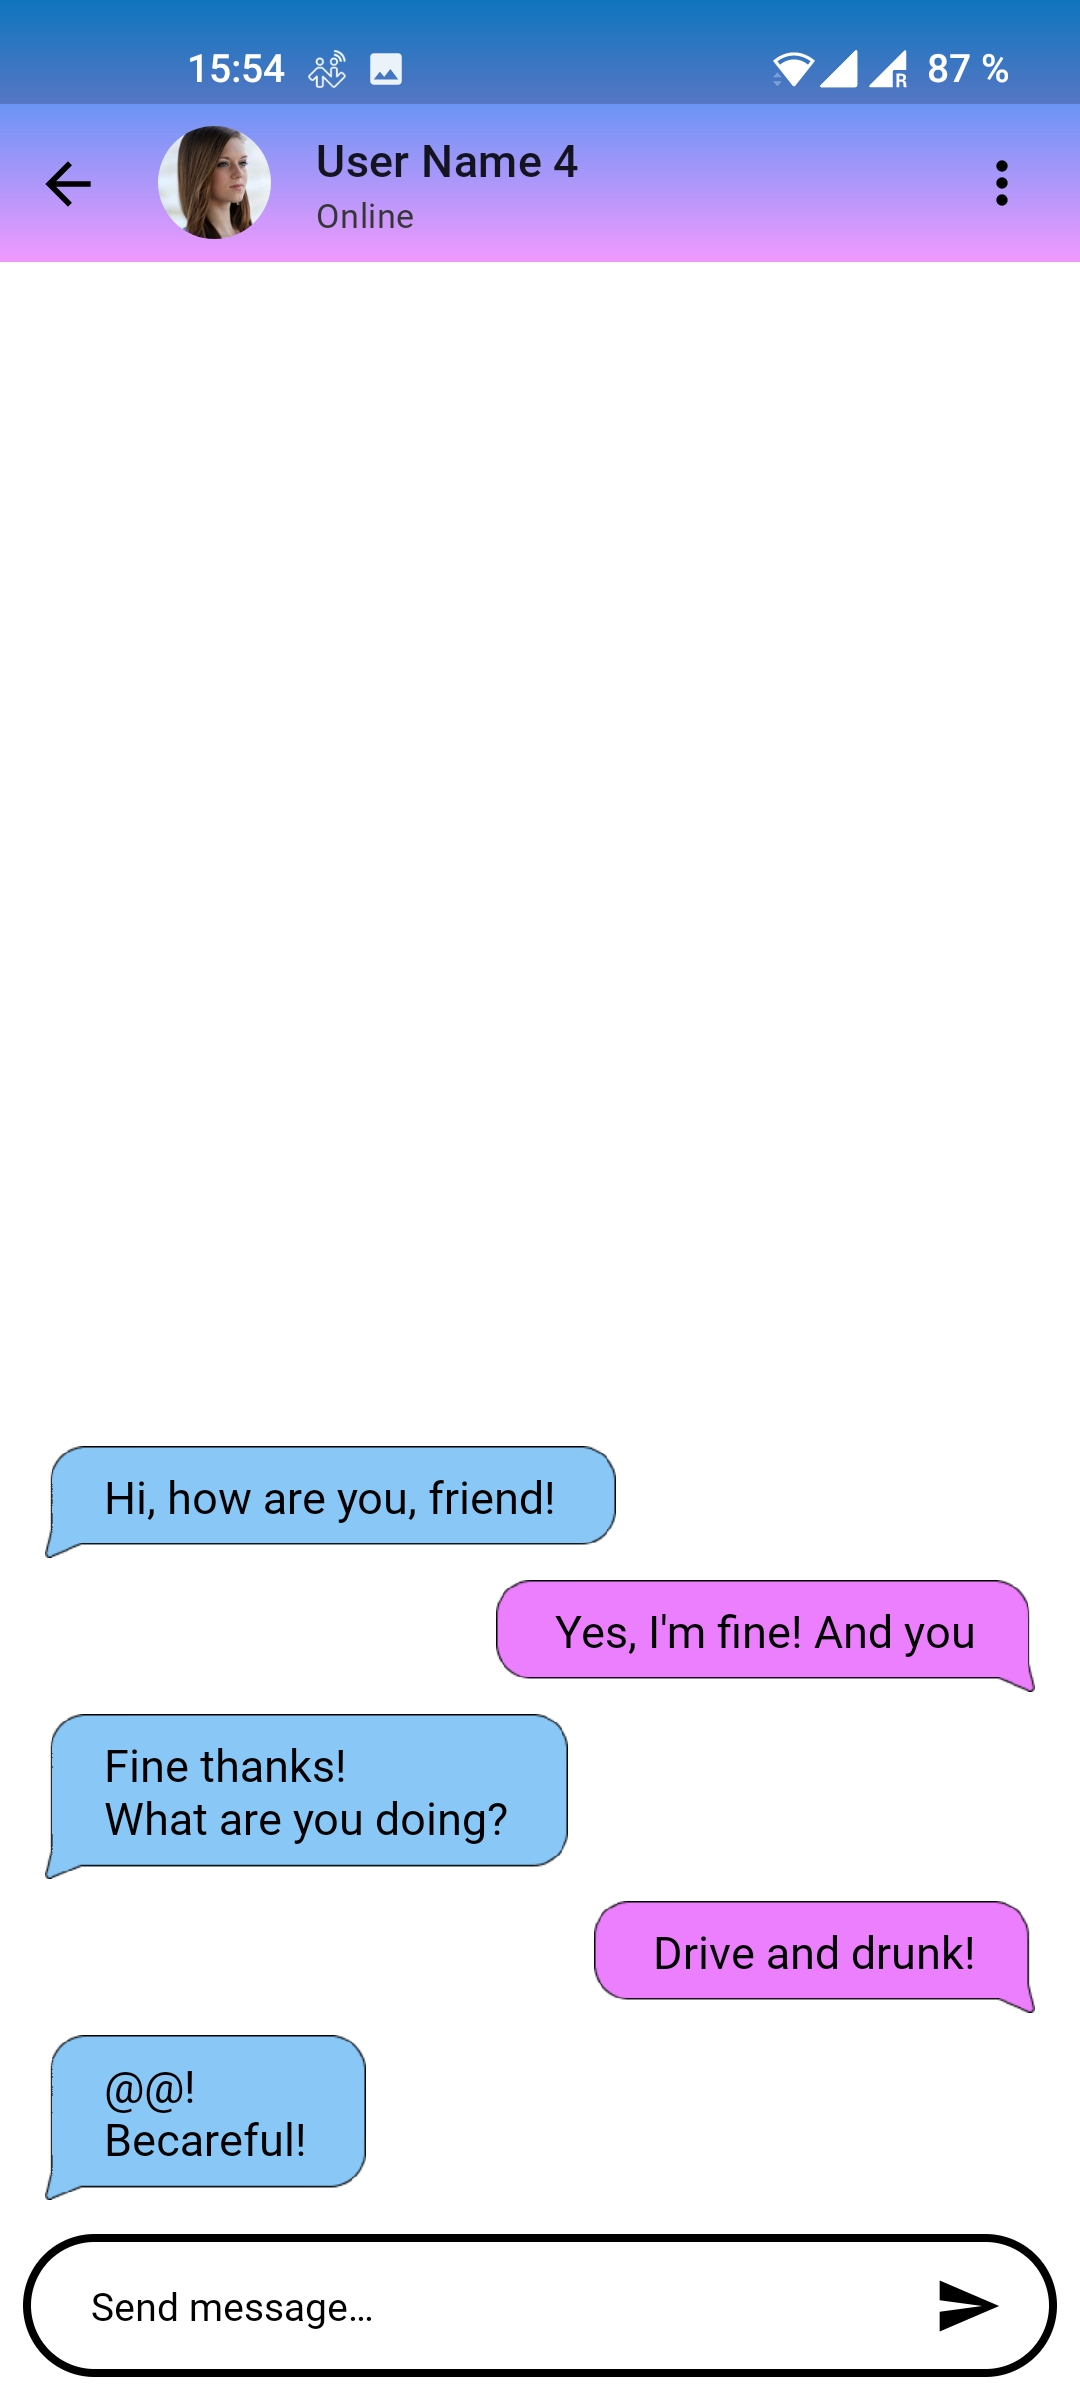 15:54
R
87 %
User Name 4
Online
Hi, how are you, friend!
Yes, I'm fine! And you
Fine thanks!
What are you doing?
Drive and drunk!
@@!
Becareful!
Send message...